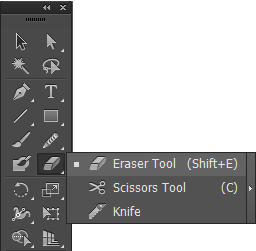 Eraser Tool (Shift+E)
Scissors Tool (C)
Knife